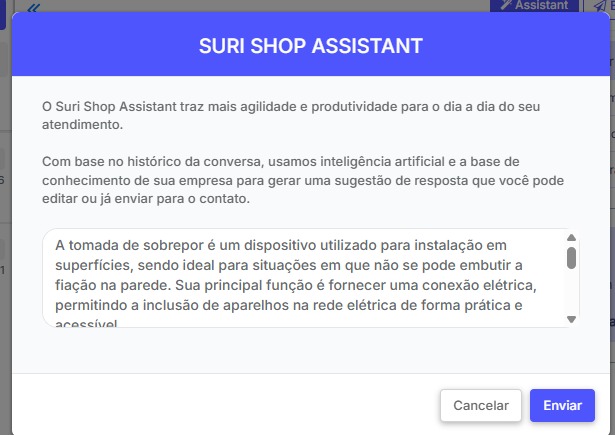 Assistant
SURI SHOP ASSISTANT
O Suri Shop Assistant traz mais agilidade e produtividade para o dia a dia do seu
atendimento.
Com base no histórico da conversa, usamos inteligência artificial e a base de
conhecimento de sua empresa para gerar uma sugestão de resposta que você pode
editar ou já enviar para o contato.
A tomada de sobrepor é um dispositivo utilizado para instalação em
superfícies, sendo ideal para situações em que não se pode embutir a
fiação na parede. Sua principal função é fornecer uma conexão elétrica,
permitindo a inclusão de aparelhos na rede elétrica de forma prática e
acessível
Cancelar
Enviar